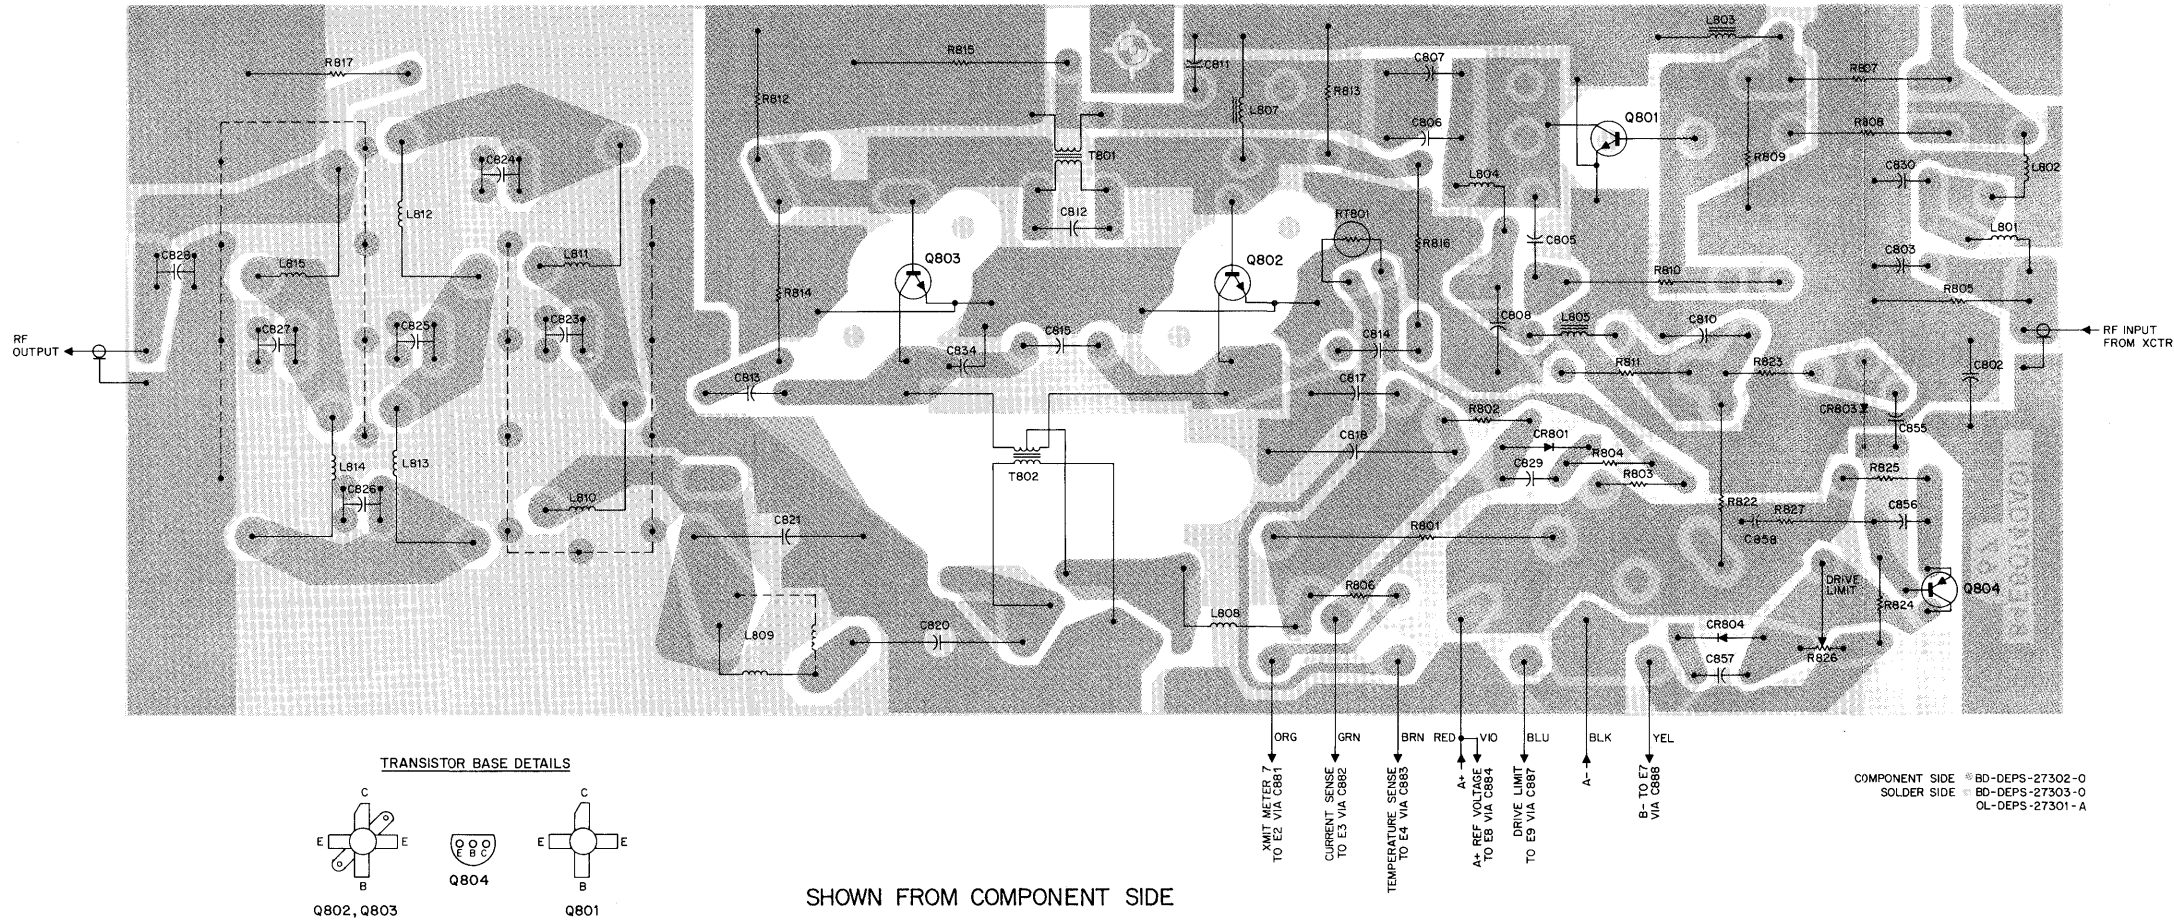 L803
R817
R815
C811
C807
R807
R812
L807
R813
C806
Q801
R808
C824
T801
R809
C830
L802
L804
L812
C812
RT801
R816
C805
L801
C828
L815
L811
Q803
Q802
C803
R810
R814
R805
C827
C825
C823
C815
C814
C808
L805
C810
RF OUTPUT
RF INPUT
FROM XCTR
C834
R811
R823
C802
C813
C817
CR803
R802
C855
C818
CR801
L814
L813
T802
R804
C829
R803
R825
C826
L810
R822
R827
C856
C821
R801
C858
DRIVE
LIMIT
R806
Q804
R824
L809
C820
L808
CR804
C857
R826
ORG
GRN
BRN
RED
VIO
BLU
BLK
YEL
XMIT METER 7
TO E2 VIA C881
CURRENT SENSE
TO E3 VIA C882
TEMPERATURE SENSE
TO E4 VIA C883
A+
A+ REF VOLTAGE
TO E8 VIA C884
DRIVE LIMIT
TO E9 VIA C887
A-
B- TO E7
VIA C888
COMPONENT SIDE BD-DEPS-27302-O
SOLDER SIDE BD-DEPS-27303-O
OL-DEPS-27301-A
TRANSISTOR BASE DETAILS
C
C
E
E
E B C
E
E
B
Q804
B
Q802, Q803
Q801
SHOWN FROM COMPONENT SIDE